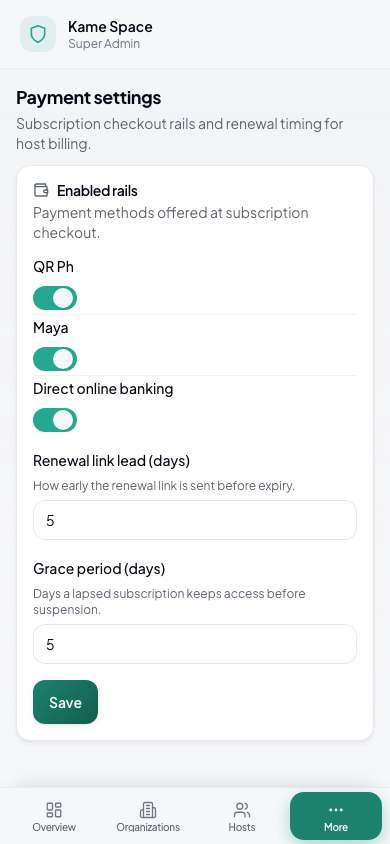 Kame Space
Super Admin
Payment settings
Subscription checkout rails and renewal timing for
host billing.
Enabled rails
Payment methods offered at subscription
checkout.
QR Ph
Maya
Direct online banking
Renewal link lead (days)
How early the renewal link is sent before expiry.
5
Grace period (days)
Days a lapsed subscription keeps access before
suspension.
5
Save
Overview
Organizations
Hosts
More